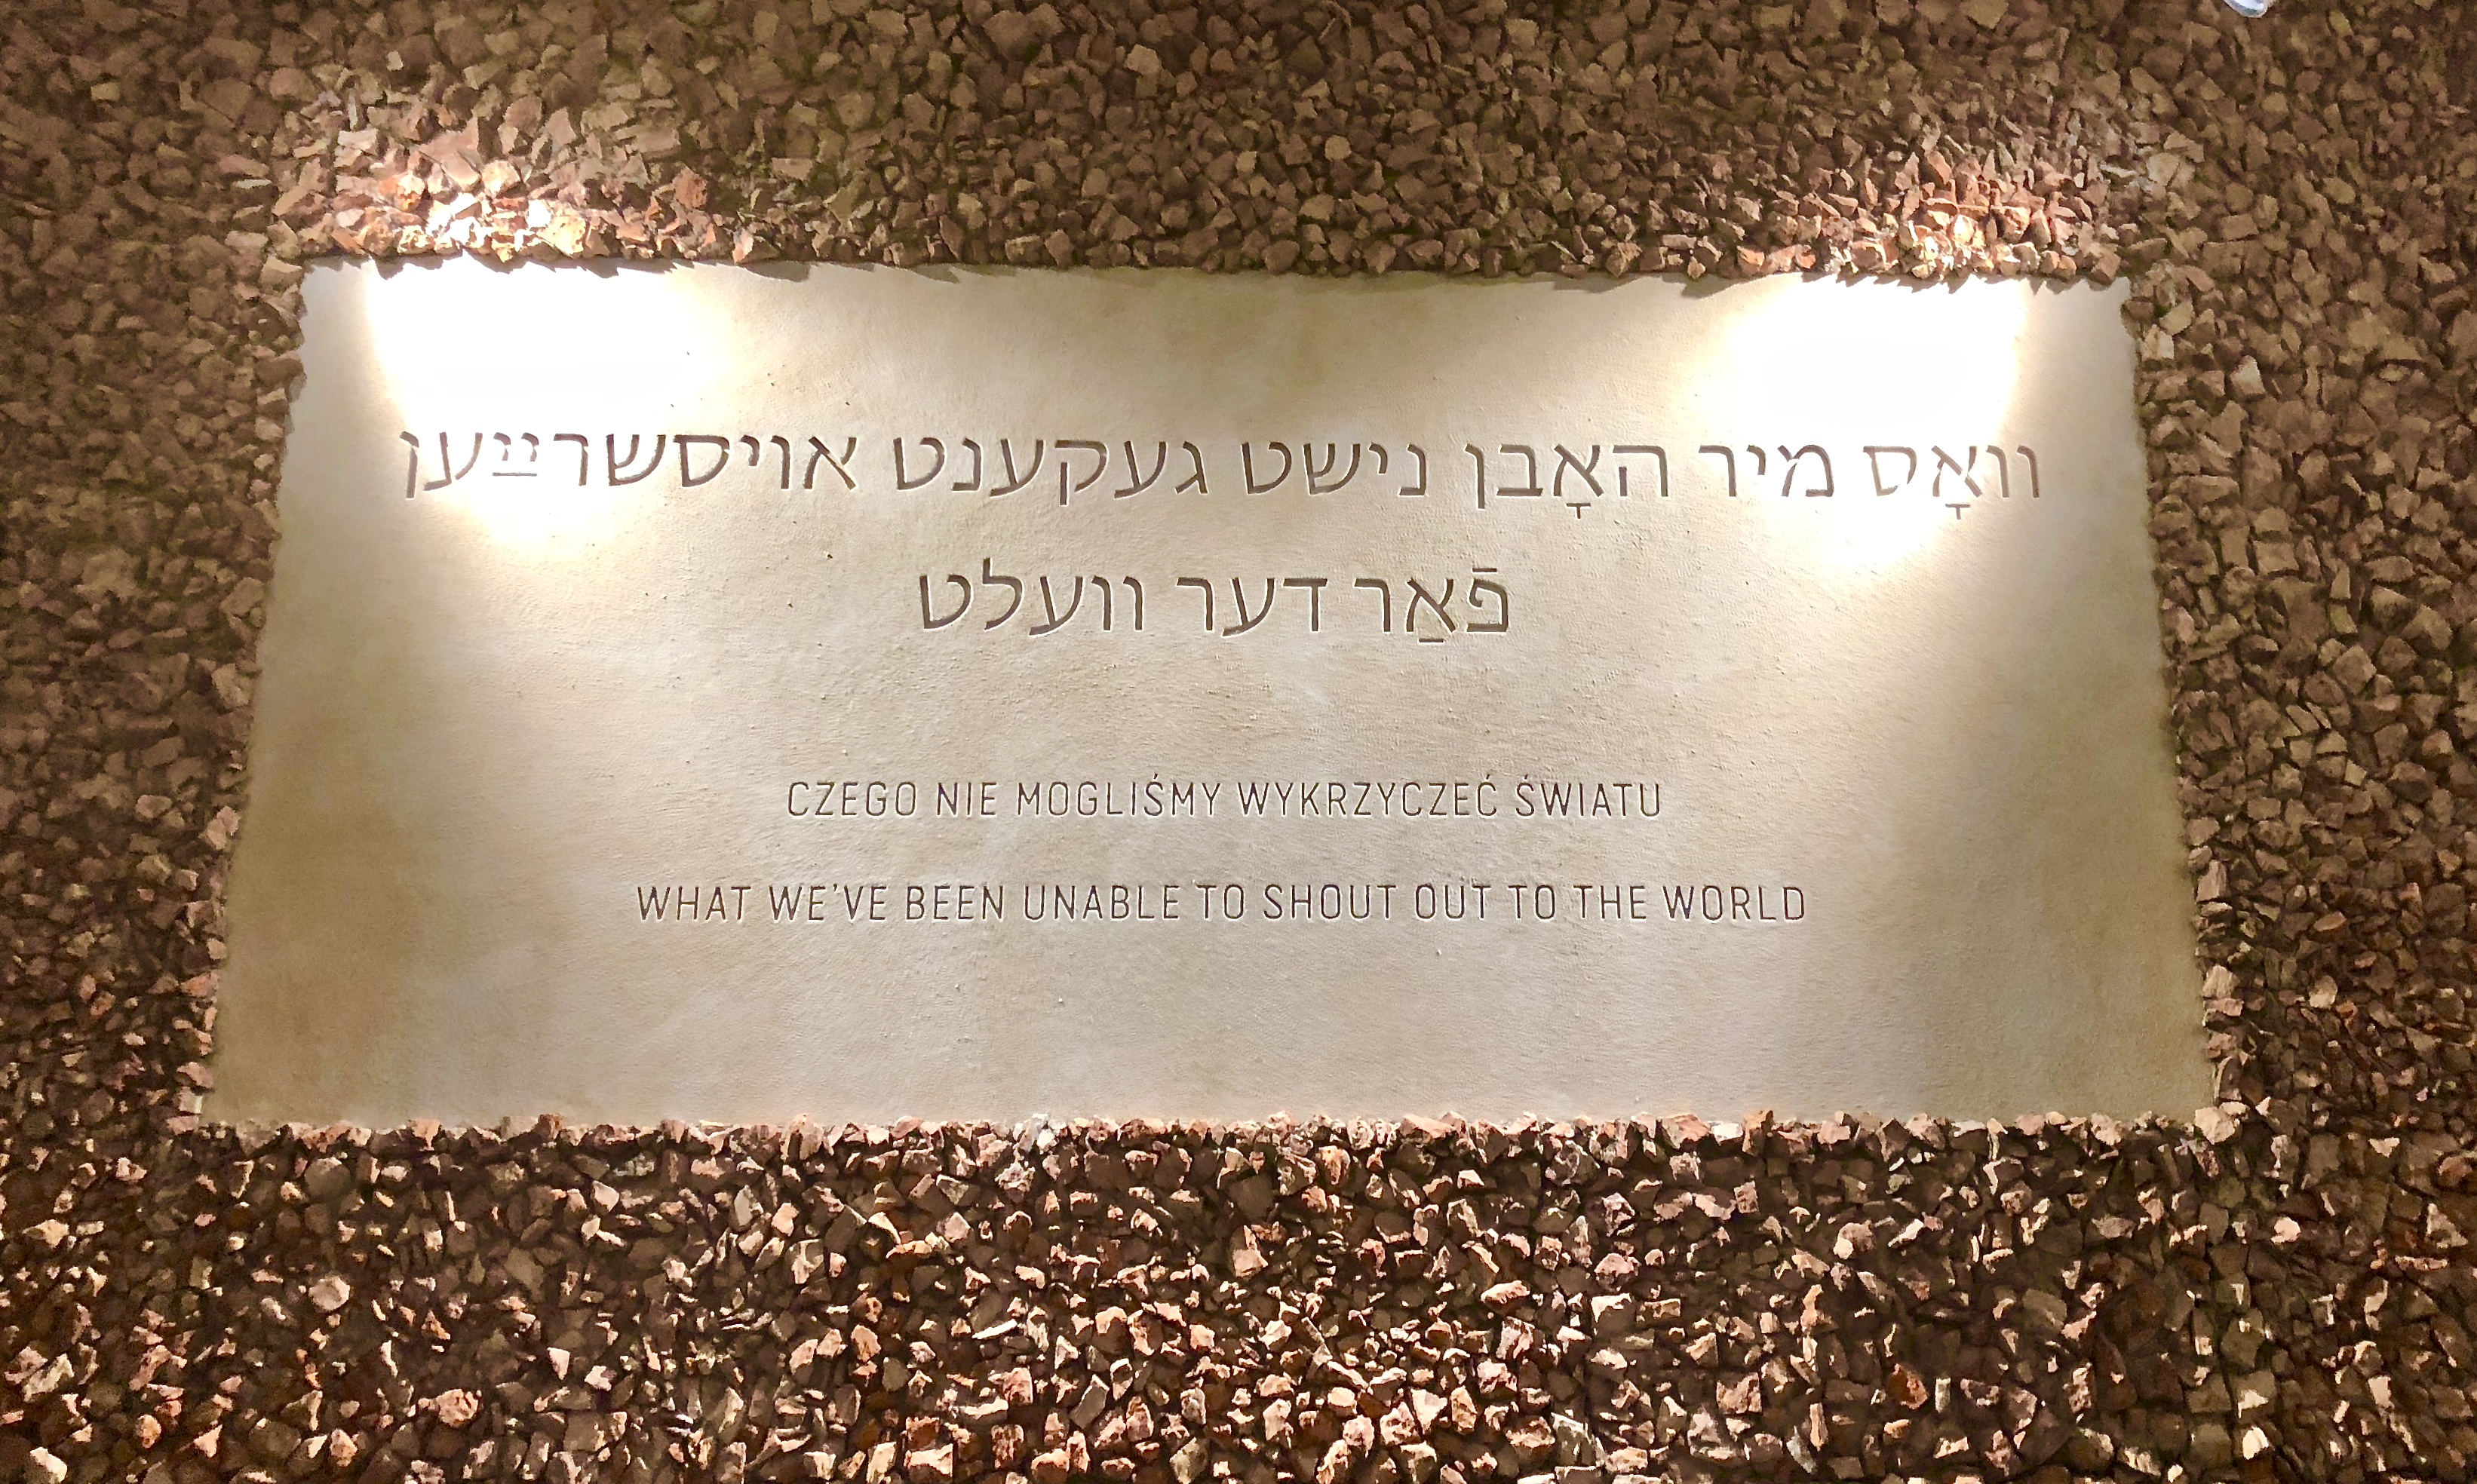 וואָס מיר האָבן נישט געקענט אויסשרײַען
פֿאַר דער וועלט
CZEGO NIE MOGLIŚMY WYKRZYCZEĆ ŚWIATU
WHAT WE'VE BEEN UNABLE TO SHOUT OUT TO THE WORLD